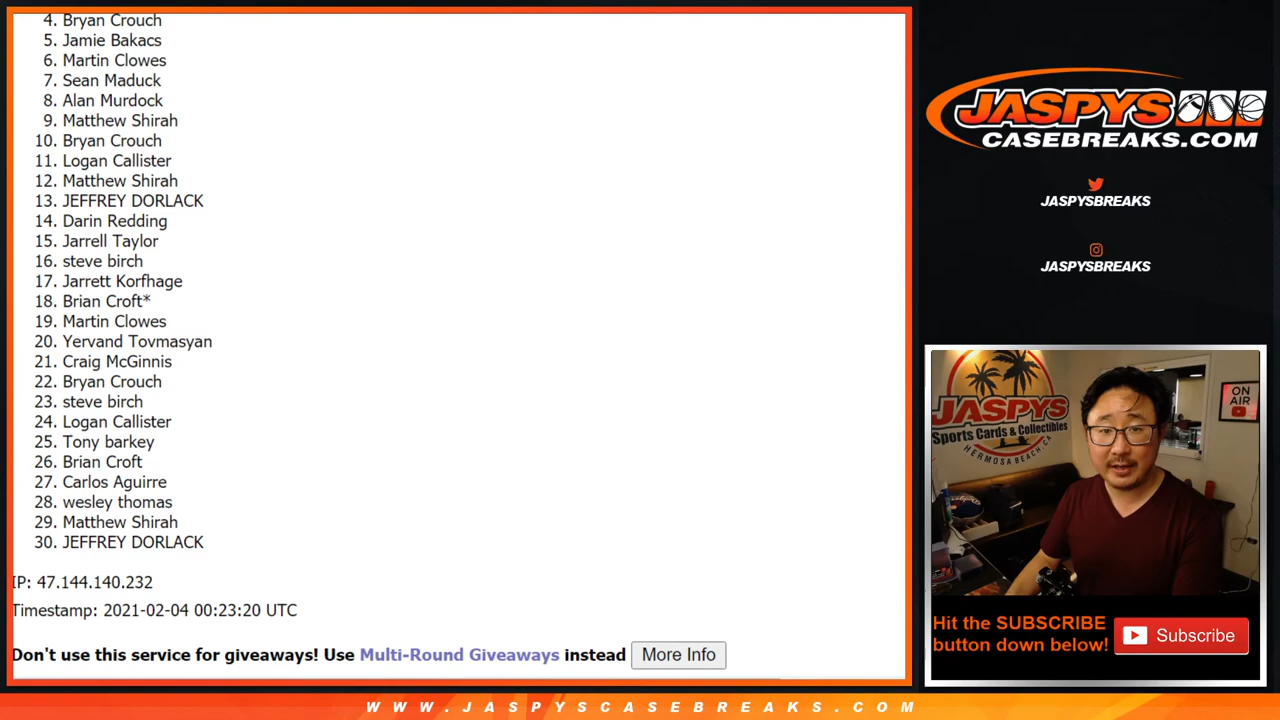 4. Bryan Crouch
5. Jamie Bakacs
6. Martin Clowes
7. Sean Maduck
8. Alan Murdock
9. Matthew Shirah
10. Bryan Crouch
11. Logan Callister
12. Matthew Shirah
13. JEFFREY DORLACK
14. Darin Redding
15. Jarrell Taylor
16. steve birch
17. Jarrett Korfhage
18. Brian Croft*
19. Martin Clowes
20. Yervand Tovmasyan
21. Craig McGinnis
22. Bryan Crouch
23. steve birch
24. Logan Callister
25. Tony barkey
26. Brian Croft
27. Carlos Aguirre
28. wesley thomas
29. Matthew Shirah
30. JEFFREY DORLACK
IP: 47.144.140.232
Timestamp: 2021-02-04 00:23:20 UTC
Don't use this service for giveaways! Use Multi-Round Giveaways instead More Info
JASPYS
CASEBREAKS.COM
JASPYSBREAKS
JASPYSBREAKS
JASPYS
Sports Cards & Collectibles
HERMOSA BEACH, CA
ON
AIR
Hit the SUBSCRIBE
button down below!
Subscribe
WWW.JASPYSCASEBREAKS.COM